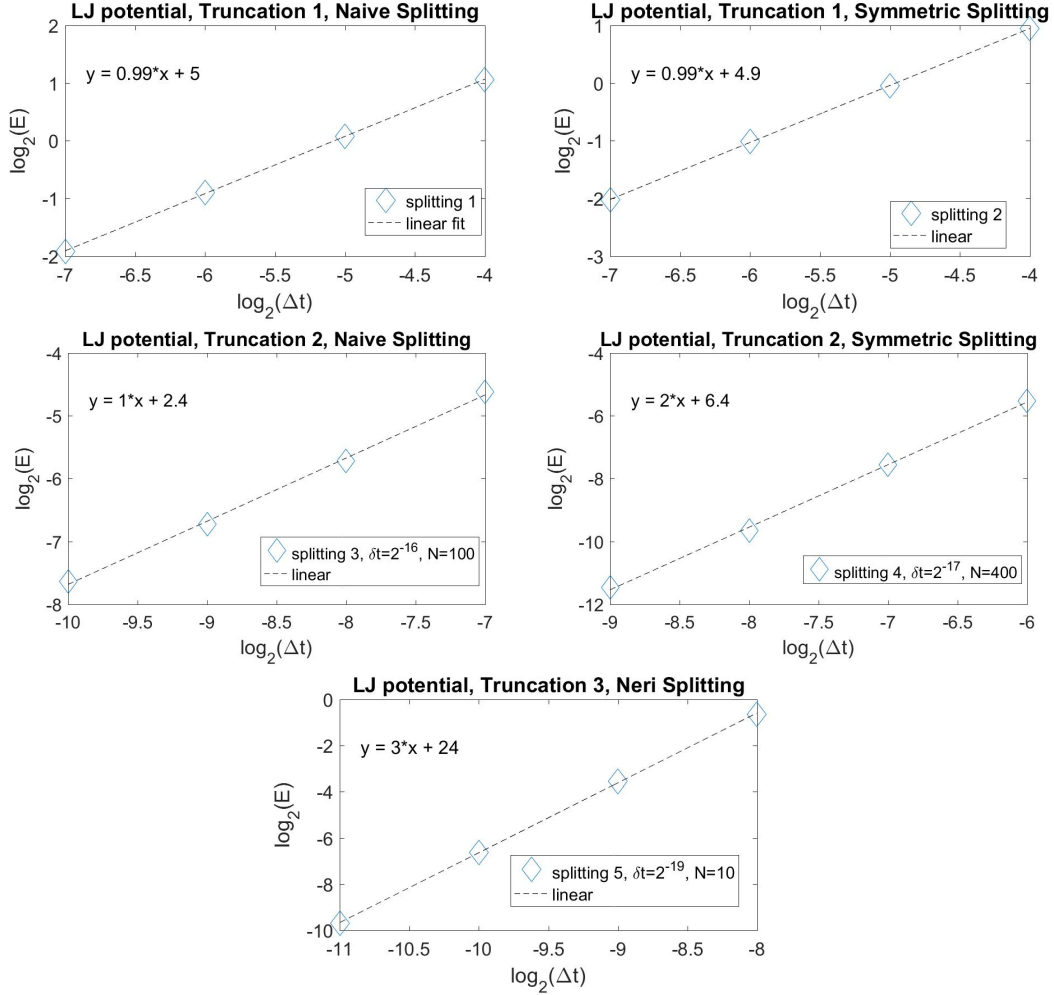 LJ potential, Truncation 1, Naive Splitting
2
1
0
-1
-2
-7
-6.5
-6
-5.5
-5
-4.5
-4
log2(E)
log2(Δt)
y = 0.99*x + 5
splitting 1
linear fit
LJ potential, Truncation 1, Symmetric Splitting
1
0
-1
-2
-3
-7
-6.5
-6
-5.5
-5
-4.5
-4
log2(E)
log2(Δt)
y = 0.99*x + 4.9
splitting 2
linear
LJ potential, Truncation 2, Naive Splitting
-4
-5
-6
-7
-8
-10
-9.5
-9
-8.5
-8
-7.5
-7
log2(E)
log2(Δt)
y = 1*x + 2.4
splitting 3, δt=2^-16, N=100
linear
LJ potential, Truncation 2, Symmetric Splitting
-4
-6
-8
-10
-12
-9
-8.5
-8
-7.5
-7
-6.5
-6
log2(E)
log2(Δt)
y = 2*x + 6.4
splitting 4, δt=2^-17, N=400
LJ potential, Truncation 3, Neri Splitting
0
-2
-4
-6
-8
-10
-11
-10.5
-10
-9.5
-9
-8.5
-8
log2(E)
log2(Δt)
y = 3*x + 24
splitting 5, δt=2^-19, N=10
linear